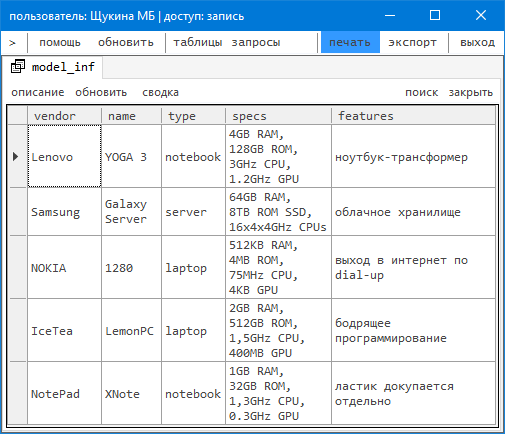 пользователь: Щукина МБ | доступ: запись
> помощь обновить таблицы запросы печать экспорт выход
model_inf
описание обновить сводка поиск закрыть
vendor name type specs features
Lenovo YOGA 3 notebook 4GB RAM, 128GB ROM, 3GHz CPU, 1.2GHz GPU ноутбук-трансформер
Samsung Galaxy Server server 64GB RAM, 8TB ROM SSD, 16x4x4GHz CPUs облачное хранилище
NOKIA 1280 laptop 512KB RAM, 4MB ROM, 75MHz CPU, 4KB GPU выход в интернет по dial-up
IceTea LemonPC laptop 2GB RAM, 512GB ROM, 1,5GHz CPU, 400MB GPU бодрящее программирование
NotePad XNote notebook 1GB RAM, 32GB ROM, 1,3GHz CPU, 0.3GHz GPU ластик докупается отдельно